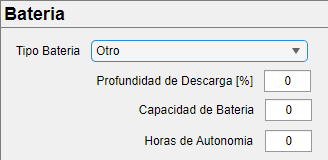 Bateria
Tipo Bateria Otro
Profundidad de Descarga [%] 0
Capacidad de Bateria 0
Horas de Autonomia 0